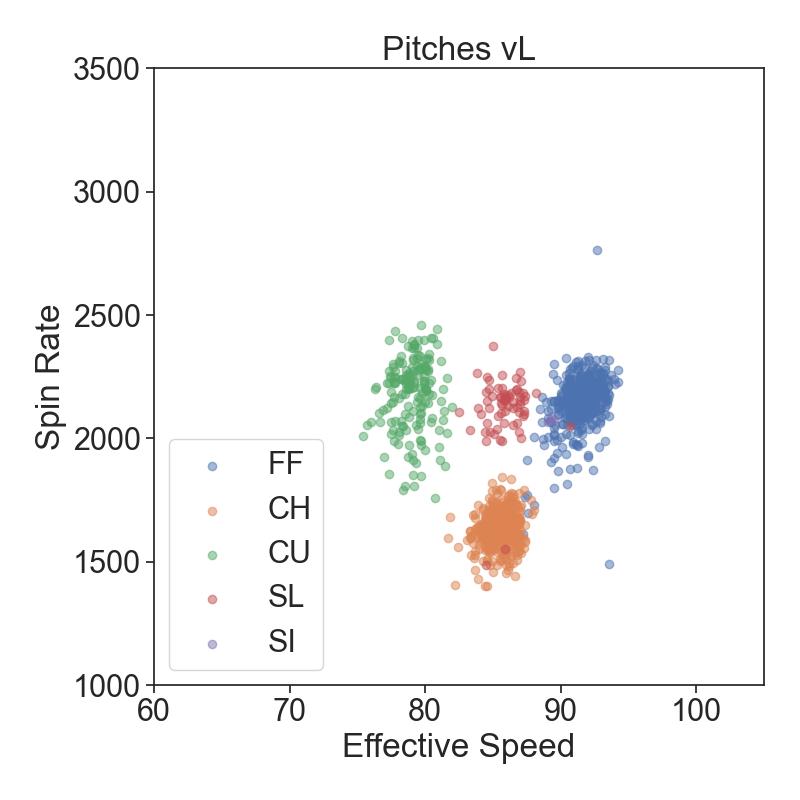 Pitches vL
3500
3000
2500
2000
1500
1000
Spin Rate
FF
CH
CU
SL
SI
60 70 80 90 100
Effective Speed